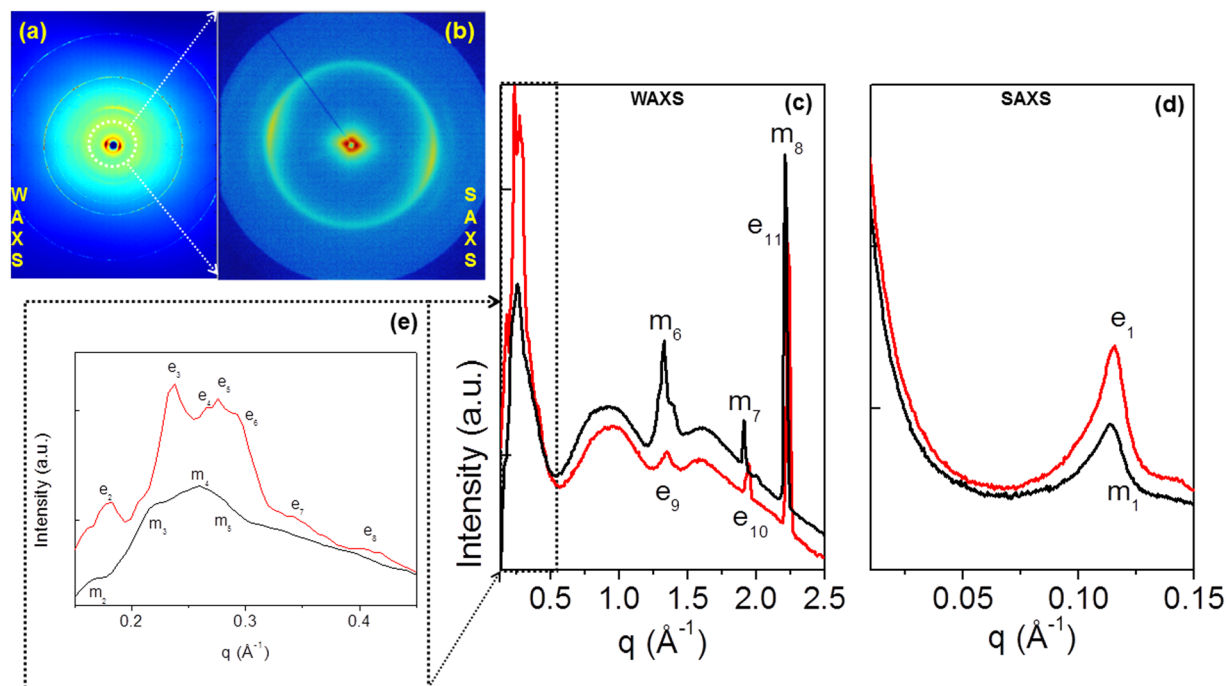 (a)
W
A
X
S
(b)
S
A
X
S
WAXS
(c)
m8
e11
m6
m7
e9
e10
Intensity (a.u.)
0.5 1.0 1.5 2.0 2.5
q (Å-1)
SAXS
(d)
e1
m1
0.05 0.10 0.15
q (Å-1)
(e)
e3
e4
e5
e6
e2
m4
m3
m5
e7
e8
m2
Intensity (a.u.)
0.2 0.3 0.4
q (Å-1)